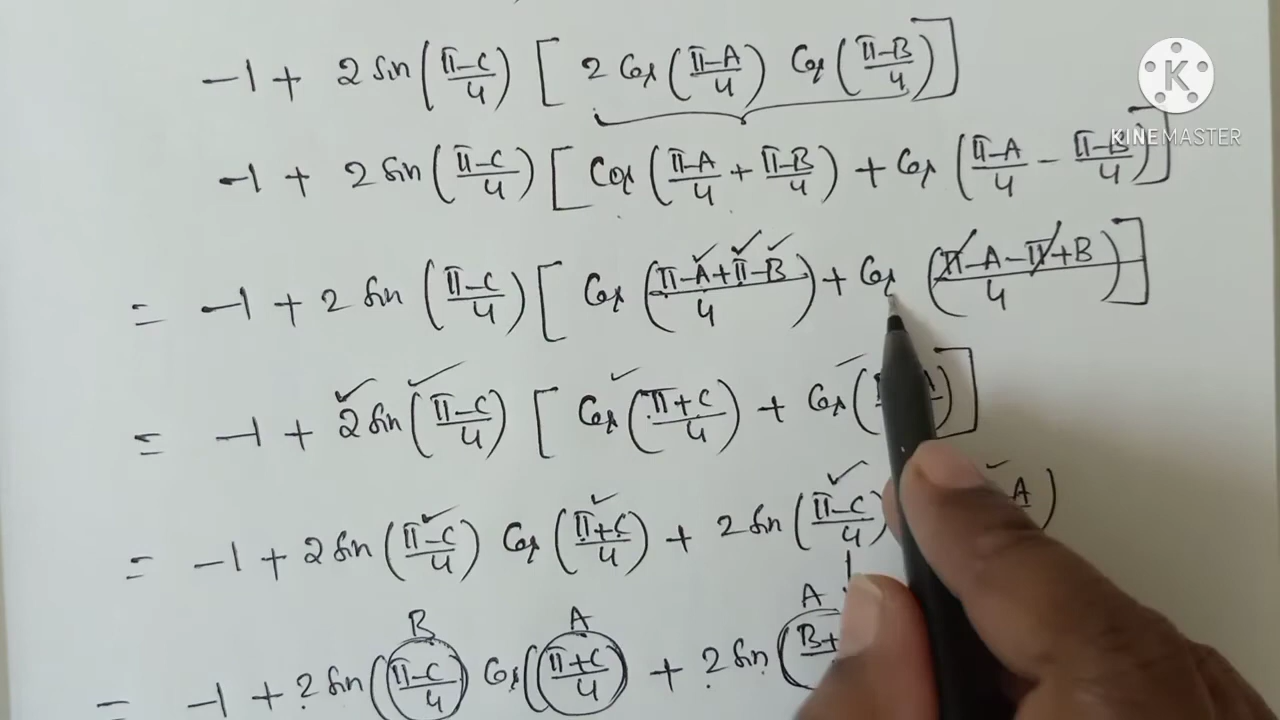 -1 + 2 Sin(π-C/4) [ 2 Cos(π-A/4) Cos(π-B/4) ]
K
KINEMASTER
-1 + 2 Sin(π-C/4) [ Cos(π-A/4 + π-B/4) + Cos(π-A/4 - π-B/4) ]
= -1 + 2 Sin(π-C/4) [ Cos(π-A+π-B/4) + Cos(π-A-π+B/4) ]
= -1 + 2 Sin(π-C/4) [ Cos(π+C/4) + Cos( ) ]
= -1 + 2 Sin(π-C/4) Cos(π+C/4) + 2 Sin(π-C/4) A )
B A A
= -1 + 2 Sin(π-C/4) Cos(π+C/4) + 2 Sin(B+